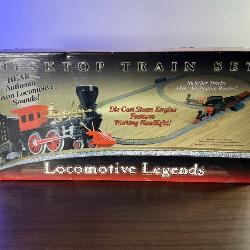 DESKTOP TRAIN SET
HEAR
Authentic
Steam Locomotive
Sounds!
Die Cast Steam Engine
Features
Working Headlight!
Locomotive Legends